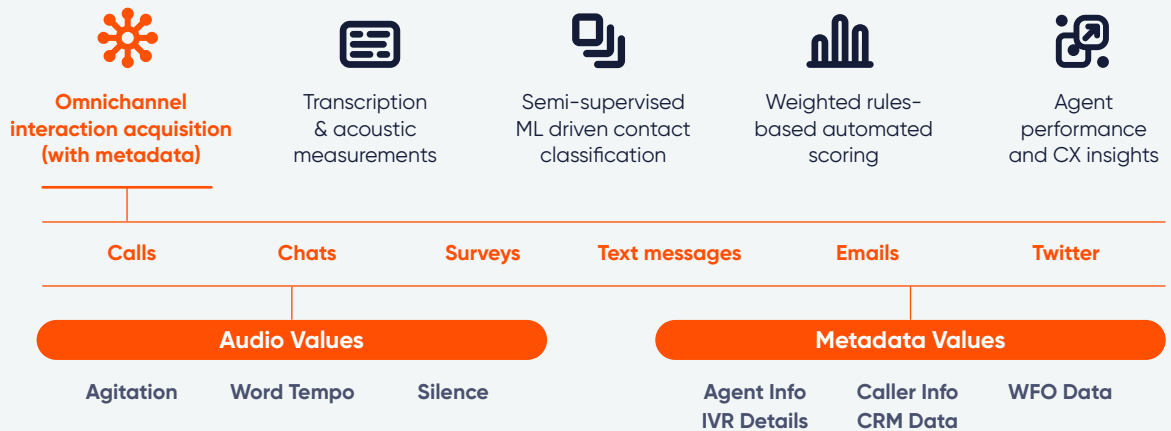 Omnichannel
interaction acquisition
(with metadata)
Transcription
& acoustic
measurements
Semi-supervised
ML driven contact
classification
Weighted rules-
based automated
scoring
Agent
performance
and CX insights
Calls
Chats
Surveys
Text messages
Emails
Twitter
Audio Values
Agitation
Word Tempo
Silence
Metadata Values
Agent Info
IVR Details
Caller Info
CRM Data
WFO Data